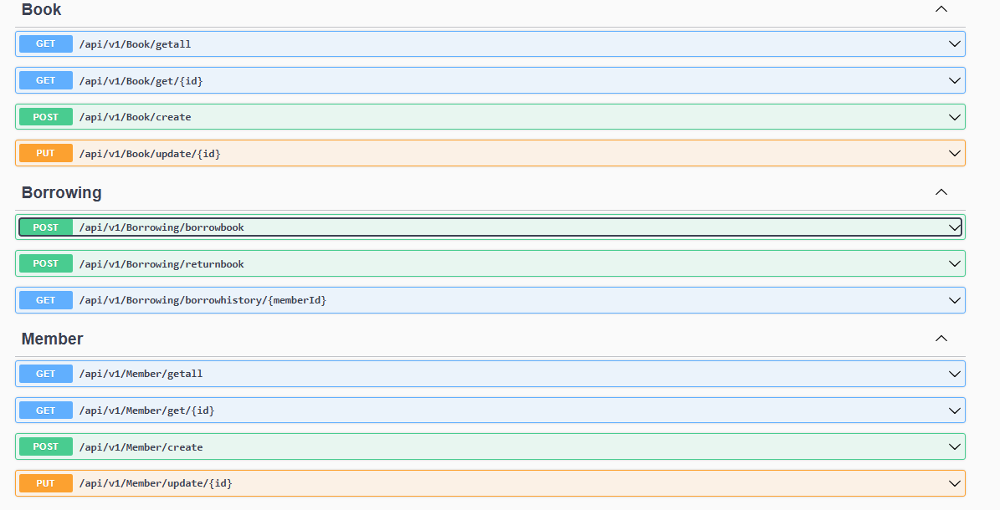 Book
GET /api/v1/Book/getall
GET /api/v1/Book/get/{id}
POST /api/v1/Book/create
PUT /api/v1/Book/update/{id}
Borrowing
POST /api/v1/Borrowing/borrowbook
POST /api/v1/Borrowing/returnbook
GET /api/v1/Borrowing/borrowhistory/{memberId}
Member
GET /api/v1/Member/getall
GET /api/v1/Member/get/{id}
POST /api/v1/Member/create
PUT /api/v1/Member/update/{id}